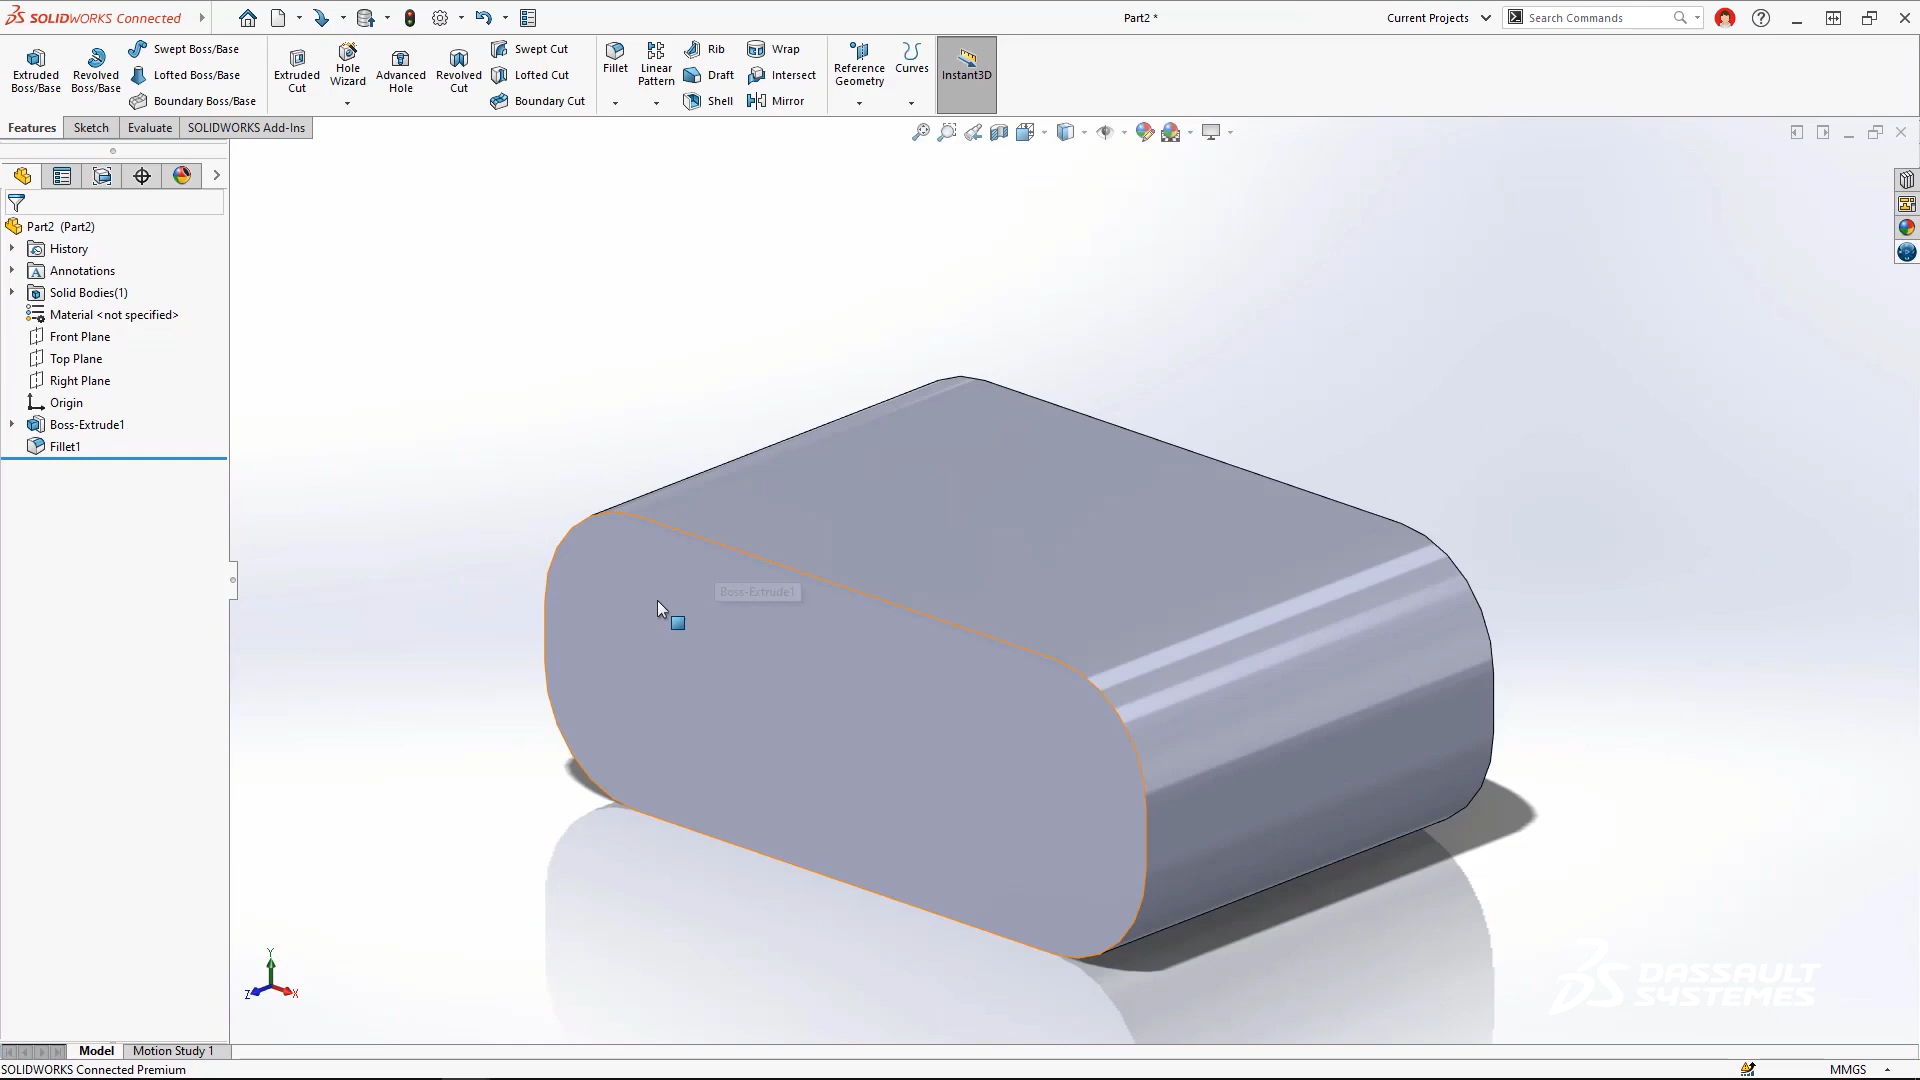 SOLIDWORKS Connected
Part2 *
Current Projects
Search Commands
Extruded Boss/Base
Revolved Boss/Base
Swept Boss/Base
Lofted Boss/Base
Boundary Boss/Base
Extruded Cut
Hole Wizard
Advanced Hole
Revolved Cut
Swept Cut
Lofted Cut
Boundary Cut
Fillet
Linear Pattern
Rib
Draft
Shell
Wrap
Intersect
Mirror
Reference Geometry
Curves
Instant3D
Features
Sketch
Evaluate
SOLIDWORKS Add-Ins
Part2 (Part2)
History
Annotations
Solid Bodies(1)
Material <not specified>
Front Plane
Top Plane
Right Plane
Origin
Boss-Extrude1
Fillet1
Boss-Extrude1
Y
Z
X
DASSAULT
SYSTEMES
Model
Motion Study 1
SOLIDWORKS Connected Premium
MMGS